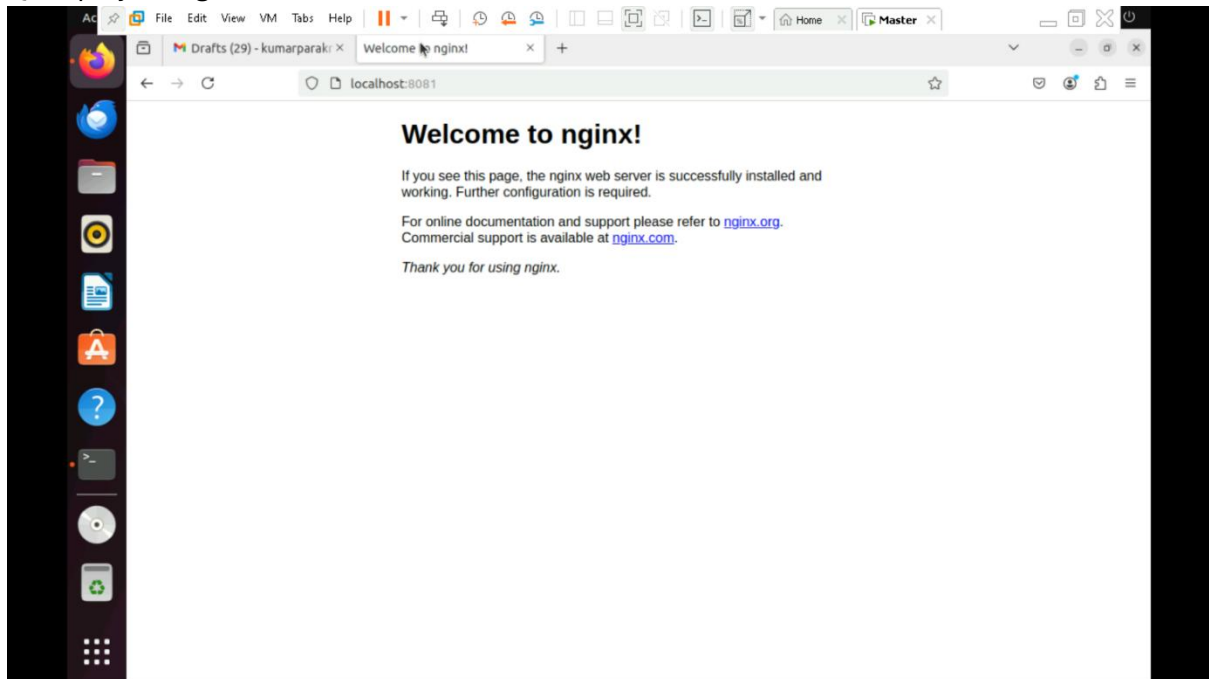 Ac File Edit View VM Tabs Help Home Master
Drafts (29) - kumarparakr Welcome to nginx!
localhost:8081
Welcome to nginx!
If you see this page, the nginx web server is successfully installed and
working. Further configuration is required.
For online documentation and support please refer to nginx.org.
Commercial support is available at nginx.com.
Thank you for using nginx.